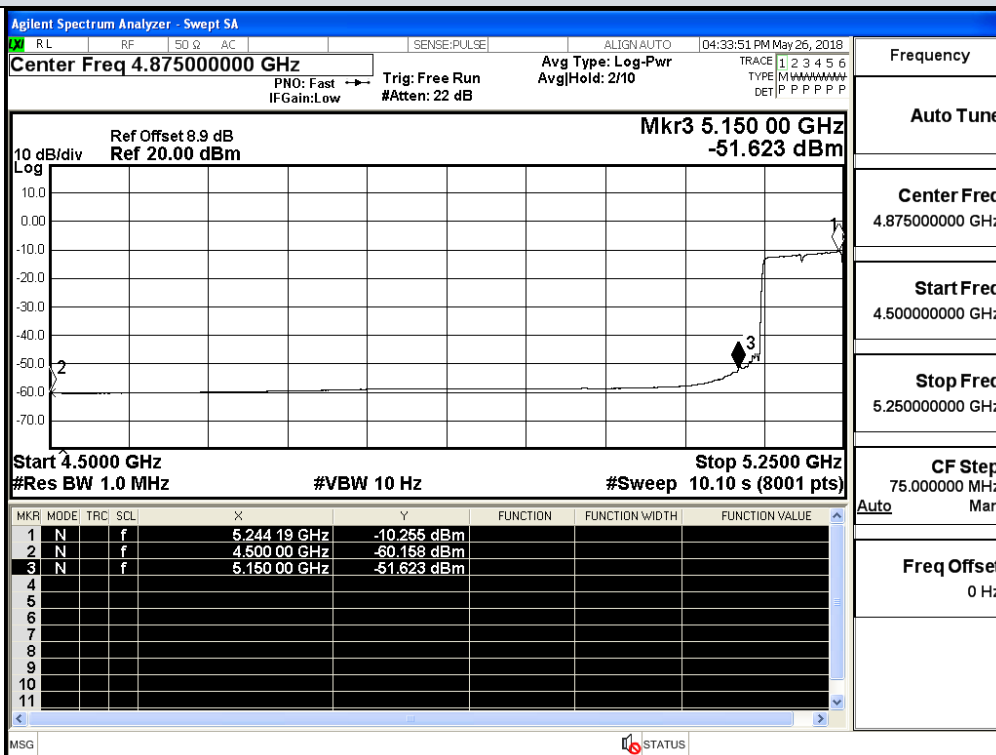 Agilent Spectrum Analyzer - Swept SA
LXI RL RF 50 Ω AC SENSE:PULSE ALIGN AUTO 04:33:51 PM May 26, 2018
Center Freq 4.875000000 GHz
PNO: Fast
IFGain:Low
Trig: Free Run
#Atten: 22 dB
Avg Type: Log-Pwr
Avg|Hold: 2/10
TRACE 1 2 3 4 5 6
TYPE M WWWWW
DET P P P P P P
Ref Offset 8.9 dB
10 dB/div Ref 20.00 dBm
Log
Mkr3 5.150 00 GHz
-51.623 dBm
10.0
0.00
-10.0
-20.0
-30.0
-40.0
-50.0
-60.0
-70.0
1
2
3
Start 4.5000 GHz Stop 5.2500 GHz
#Res BW 1.0 MHz #VBW 10 Hz #Sweep 10.10 s (8001 pts)
MKR MODE TRC SCL X Y FUNCTION FUNCTION WIDTH FUNCTION VALUE
1 N f 5.244 19 GHz -10.255 dBm
2 N f 4.500 00 GHz -60.158 dBm
3 N f 5.150 00 GHz -51.623 dBm
4
5
6
7
8
9
10
11
MSG STATUS
Frequency
Auto Tune
Center Freq
4.875000000 GHz
Start Freq
4.500000000 GHz
Stop Freq
5.250000000 GHz
CF Step
75.000000 MHz
Auto Man
Freq Offset
0 Hz